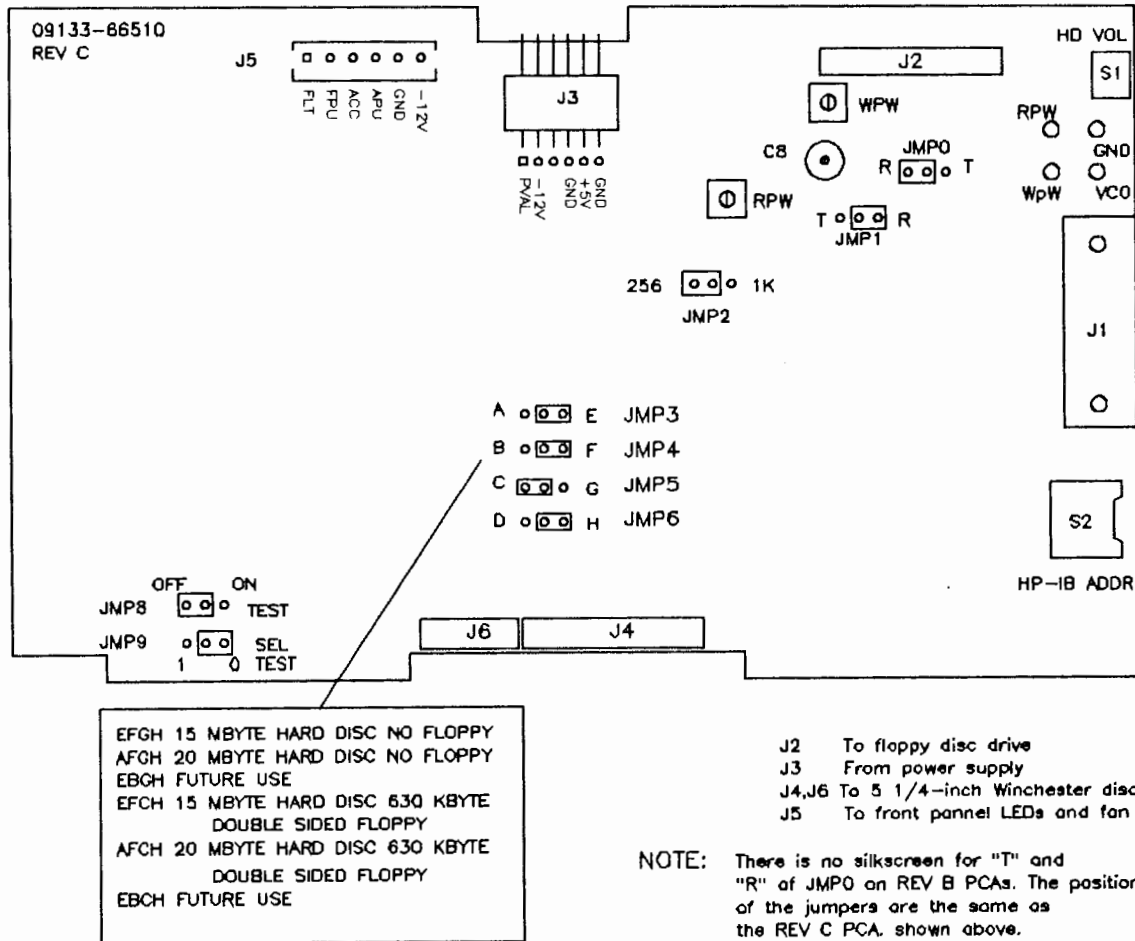 09133-66510
REV C
J5
FLT
FPU
ACC
APU
GND
-12V
J3
PVAL
-12V
GND
+5V
GND
J2
WPW
C8
JMP0
R T
RPW
T R
JMP1
HD VOL
S1
RPW
GND
WpW VCO
256 1K
JMP2
J1
A E JMP3
B F JMP4
C G JMP5
D H JMP6
S2
HP-IB ADDR
OFF ON
JMP8 TEST
JMP9 SEL
1 0 TEST
J6 J4
EFGH 15 MBYTE HARD DISC NO FLOPPY
AFGH 20 MBYTE HARD DISC NO FLOPPY
EBGH FUTURE USE
EFCH 15 MBYTE HARD DISC 630 KBYTE
DOUBLE SIDED FLOPPY
AFCH 20 MBYTE HARD DISC 630 KBYTE
DOUBLE SIDED FLOPPY
EBCH FUTURE USE
J2 To floppy disc drive
J3 From power supply
J4,J6 To 5 1/4-inch Winchester disc
J5 To front pannel LEDs and fan
NOTE: There is no silkscreen for "T" and
"R" of JMP0 on REV B PCAs. The position
of the jumpers are the same as
the REV C PCA. shown above.